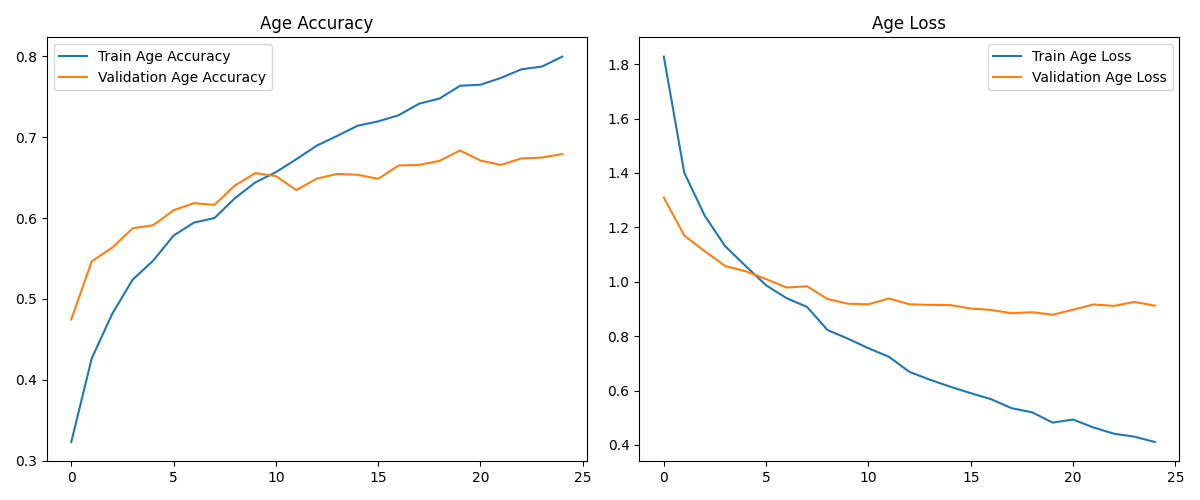 Age Accuracy
Train Age Accuracy
Validation Age Accuracy
0.8
0.7
0.6
0.5
0.4
0.3
0 5 10 15 20 25
Age Loss
Train Age Loss
Validation Age Loss
1.8
1.6
1.4
1.2
1.0
0.8
0.6
0.4
0 5 10 15 20 25